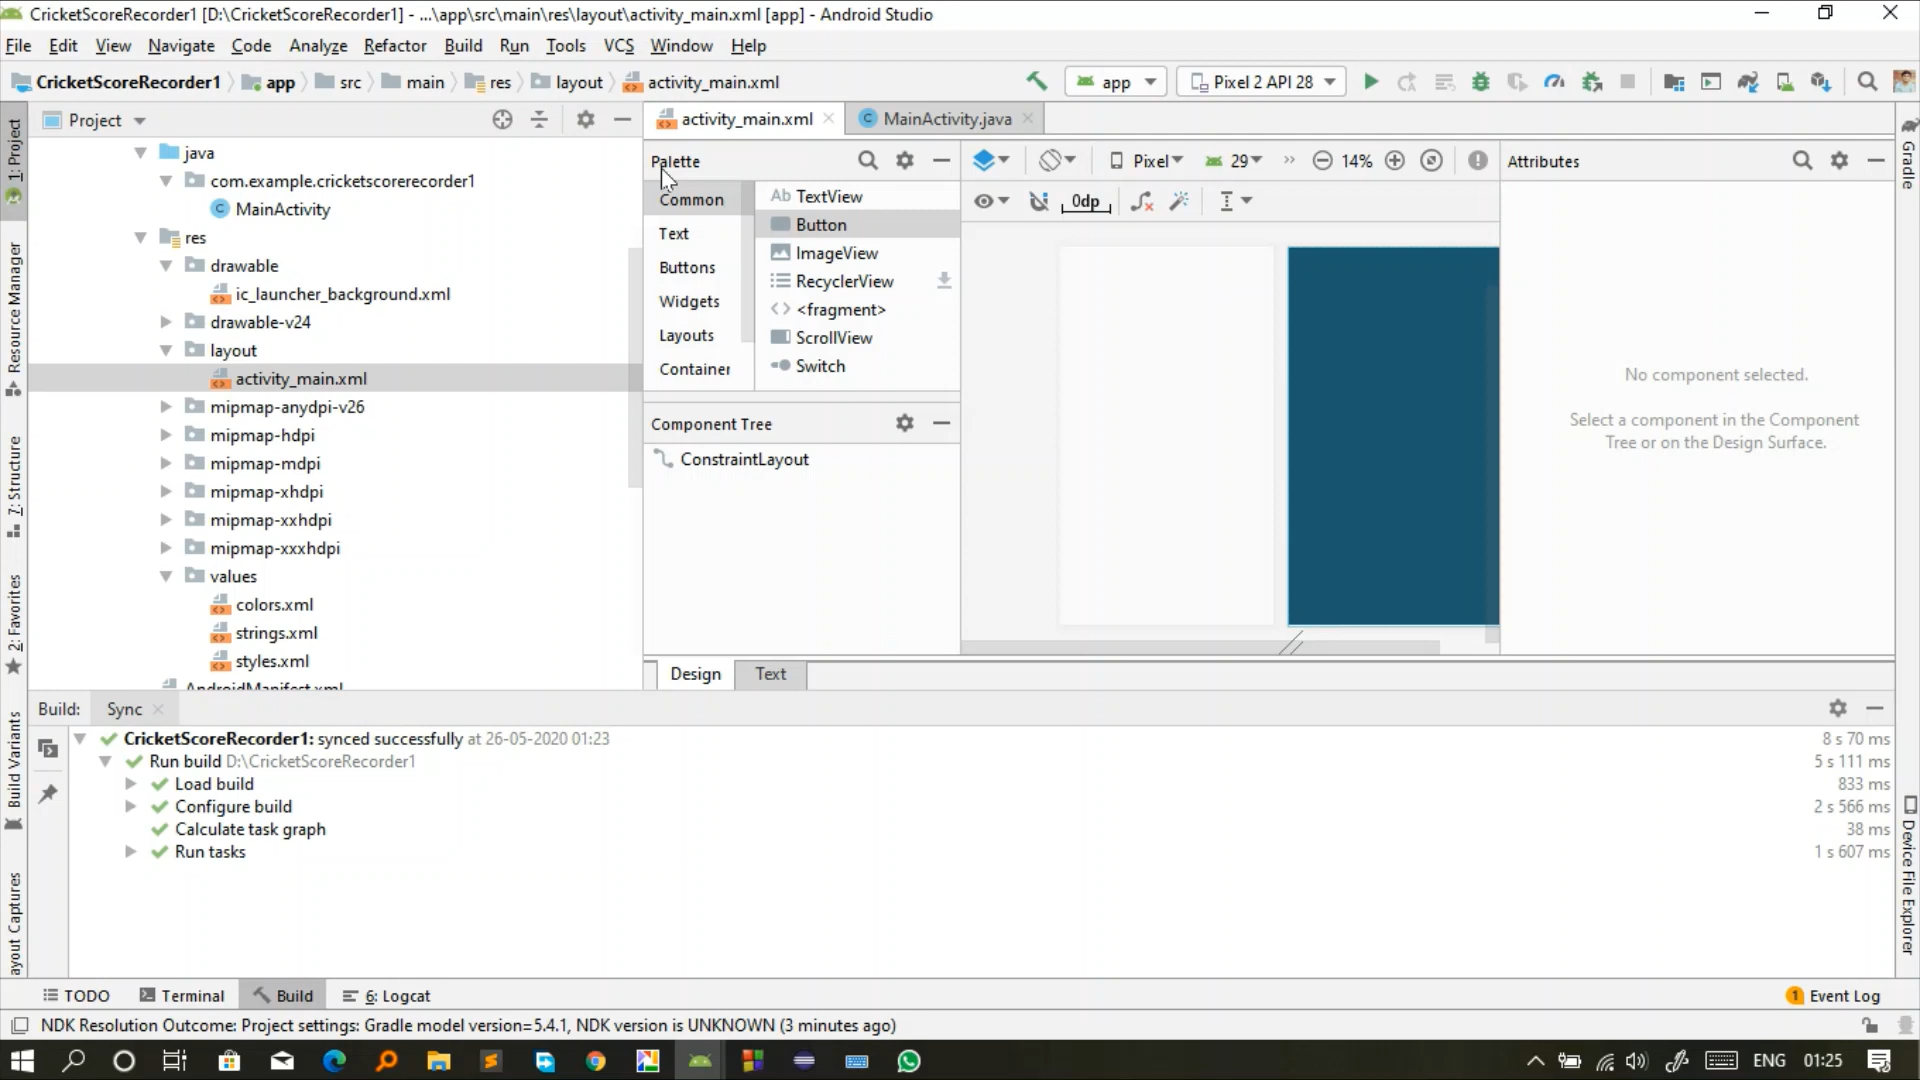 CricketScoreRecorder1 [D:\CricketScoreRecorder1] - ...\app\src\main\res\layout\activity_main.xml [app] - Android Studio
File Edit View Navigate Code Analyze Refactor Build Run Tools VCS Window Help
CricketScoreRecorder1 app src main res layout activity_main.xml
app Pixel 2 API 28
1: Project
Resource Manager
7: Structure
2: Favorites
Build Variants
ayout Captures
Project
java
com.example.cricketscorerecorder1
MainActivity
res
drawable
ic_launcher_background.xml
drawable-v24
layout
activity_main.xml
mipmap-anydpi-v26
mipmap-hdpi
mipmap-mdpi
mipmap-xhdpi
mipmap-xxhdpi
mipmap-xxxhdpi
values
colors.xml
strings.xml
styles.xml
AndroidManifest.xml
activity_main.xml MainActivity.java
Palette
Common
Text
Buttons
Widgets
Layouts
Container
Ab TextView
Button
ImageView
RecyclerView
<fragment>
ScrollView
Switch
Component Tree
ConstraintLayout
Pixel 29 14%
0dp
Attributes
No component selected.
Select a component in the Component
Tree or on the Design Surface.
Design Text
Gradle
Device File Explorer
Build: Sync
CricketScoreRecorder1: synced successfully at 26-05-2020 01:23 8 s 70 ms
Run build D:\CricketScoreRecorder1 5 s 111 ms
Load build 833 ms
Configure build 2 s 566 ms
Calculate task graph 38 ms
Run tasks 1 s 607 ms
TODO Terminal Build 6: Logcat 1 Event Log
NDK Resolution Outcome: Project settings: Gradle model version=5.4.1, NDK version is UNKNOWN (3 minutes ago)
ENG 01:25